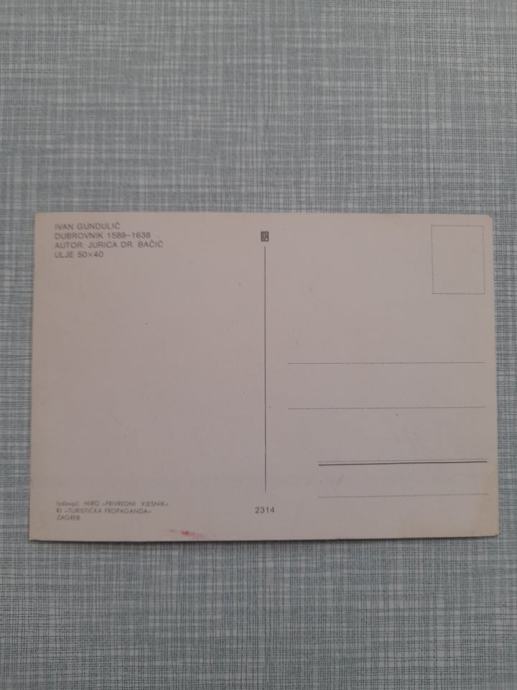 IVAN GUNDULIĆ
DUBROVNIK 1589–1638
AUTOR: JURICA DR. BAČIĆ
ULJE 50×40
Izdavač: NIRO »PRIVREDNI VJESNIK«
RJ »TURISTIČKA PROPAGANDA«
ZAGREB
2314